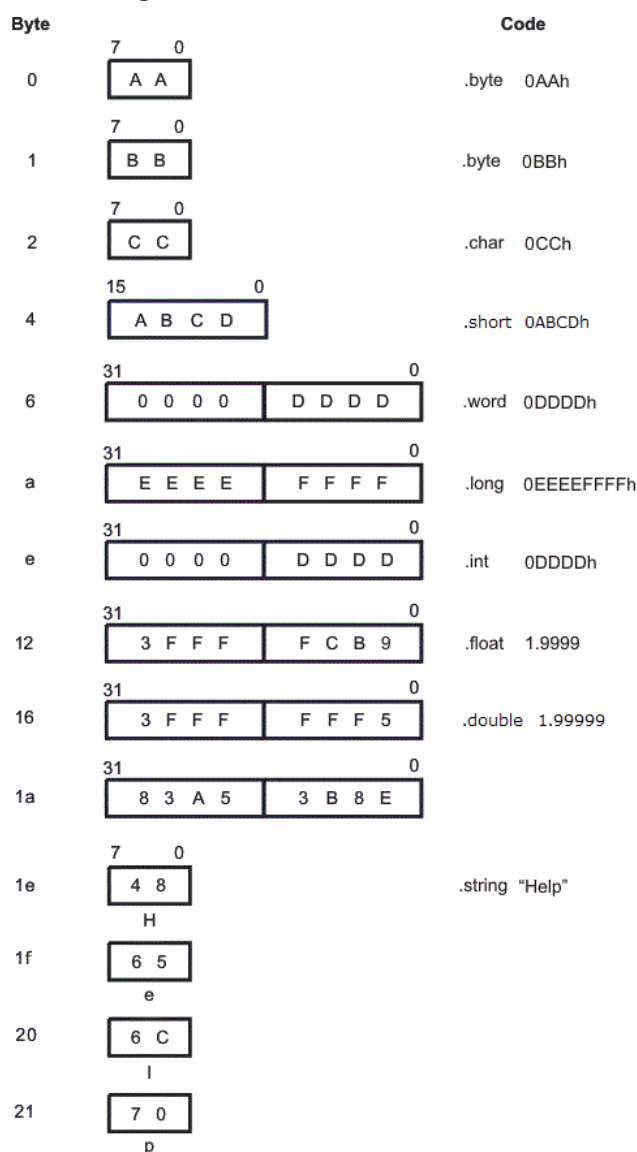 Byte Code
7 0
0 A A .byte 0AAh
7 0
1 B B .byte 0BBh
7 0
2 C C .char 0CCh
15 0
4 A B C D .short 0ABCDh
31 0
6 0 0 0 0 D D D D .word 0DDDDh
31 0
a E E E E F F F F .long 0EEEEFFFFh
31 0
e 0 0 0 0 D D D D .int 0DDDDh
31 0
12 3 F F F F C B 9 .float 1.9999
31 0
16 3 F F F F F F 5 .double 1.99999
31 0
1a 8 3 A 5 3 B 8 E
7 0
1e 4 8 .string “Help”
H
1f 6 5
e
20 6 C
l
21 7 0
p